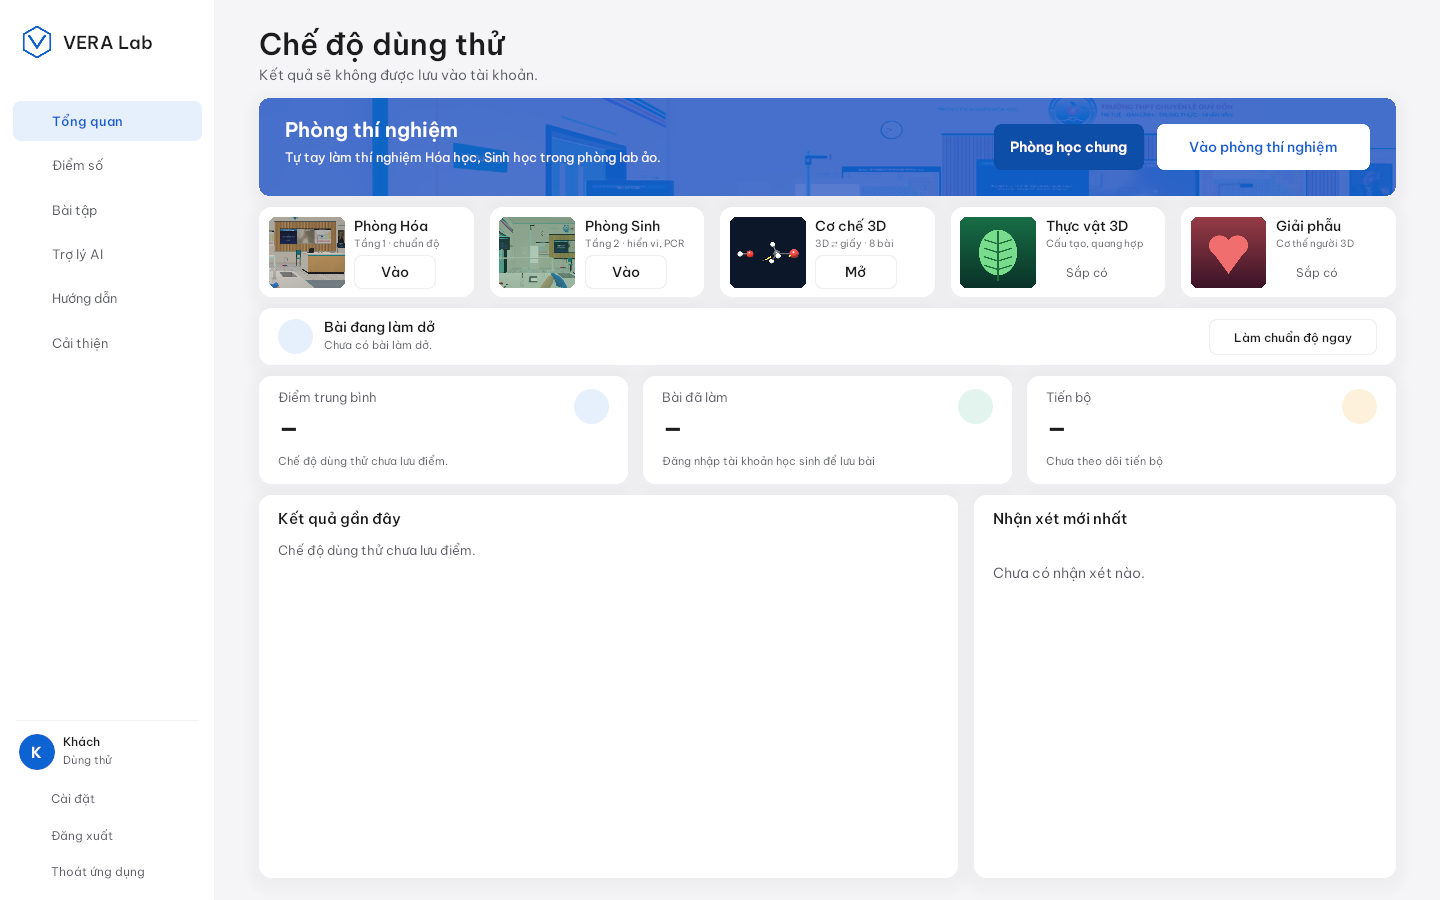 VERA Lab
Tổng quan
Điểm số
Bài tập
Trợ lý AI
Hướng dẫn
Cải thiện
Khách
Dùng thử
Cài đặt
Đăng xuất
Thoát ứng dụng
Chế độ dùng thử
Kết quả sẽ không được lưu vào tài khoản.
Phòng thí nghiệm
Tự tay làm thí nghiệm Hóa học, Sinh học trong phòng lab ảo.
TRƯỜNG THPT CHUYÊN LÊ QUÝ ĐÔN
Phòng học chung
Vào phòng thí nghiệm
Phòng Hóa
Tầng 1 · chuẩn độ
Vào
Phòng Sinh
Tầng 2 · hiển vi, PCR
Vào
Cơ chế 3D
3D giấy · 8 bài
Mở
Thực vật 3D
Cấu tạo, quang hợp
Sắp có
Giải phẫu
Cơ thể người 3D
Sắp có
Bài đang làm dở
Chưa có bài làm dở.
Làm chuẩn độ ngay
Điểm trung bình
–
Chế độ dùng thử chưa lưu điểm.
Bài đã làm
–
Đăng nhập tài khoản học sinh để lưu bài
Tiến bộ
–
Chưa theo dõi tiến bộ
Kết quả gần đây
Chế độ dùng thử chưa lưu điểm.
Nhận xét mới nhất
Chưa có nhận xét nào.
K